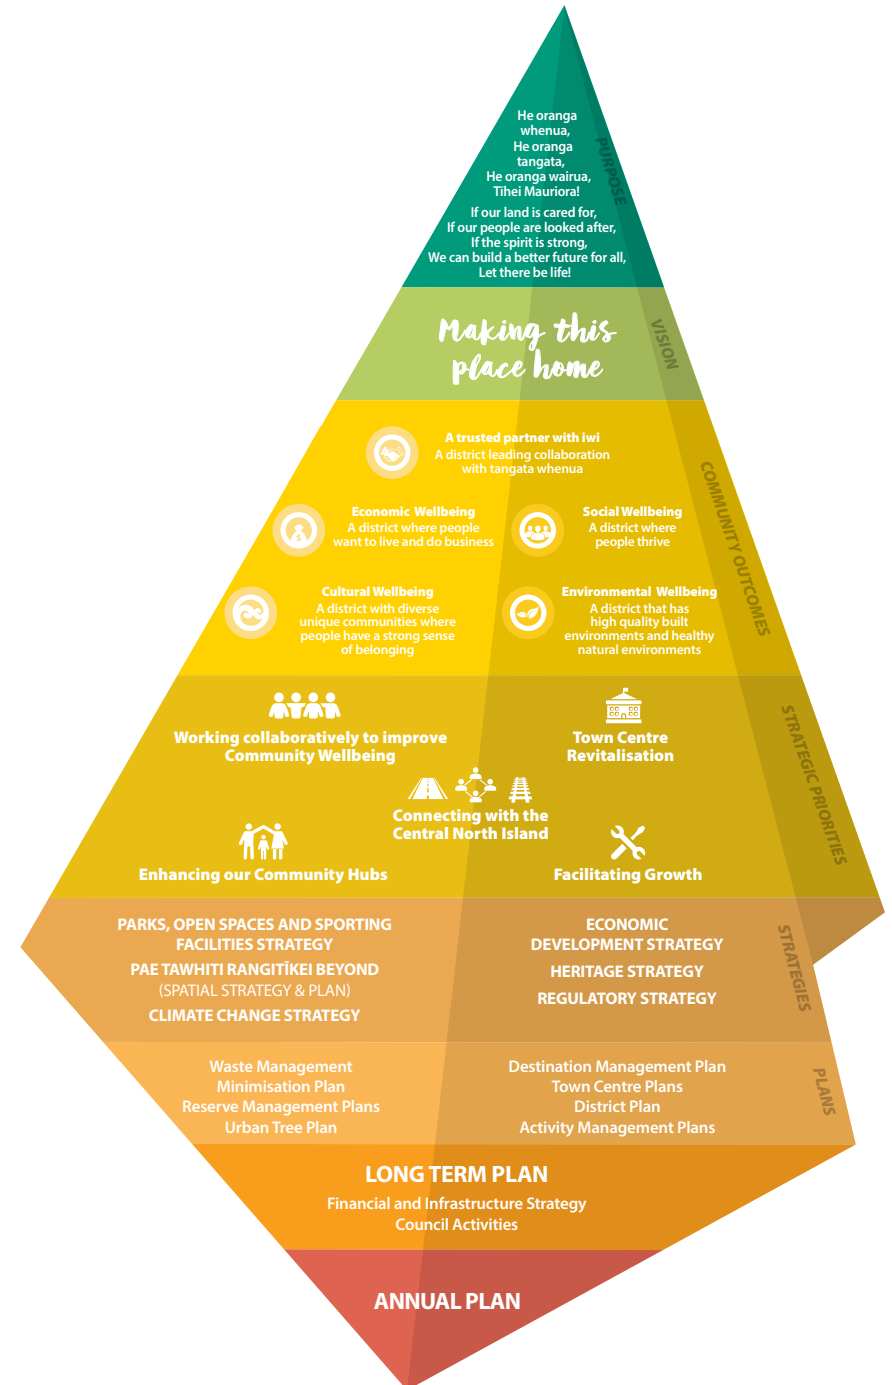 He oranga
whenua,
He oranga
tangata,
He oranga wairua,
Tihei Mauriora!
If our land is cared for,
If our people are looked after,
If the spirit is strong,
We can build a better future for all,
Let there be life!
PURPOSE
Making this
place home
VISION
A trusted partner with iwi
A district leading collaboration
with tangata whenua
Economic Wellbeing
A district where people
want to live and do business
Social Wellbeing
A district where
people thrive
Cultural Wellbeing
A district with diverse
unique communities where
people have a strong sense
of belonging
Environmental Wellbeing
A district that has
high quality built
environments and healthy
natural environments
COMMUNITY OUTCOMES
Working collaboratively to improve
Community Wellbeing
Town Centre
Revitalisation
Connecting with the
Central North Island
Enhancing our Community Hubs
Facilitating Growth
STRATEGIC PRIORITIES
PARKS, OPEN SPACES AND SPORTING
FACILITIES STRATEGY
PAE TAWHITI RANGITĪKEI BEYOND
(SPATIAL STRATEGY & PLAN)
CLIMATE CHANGE STRATEGY
ECONOMIC
DEVELOPMENT STRATEGY
HERITAGE STRATEGY
REGULATORY STRATEGY
STRATEGIES
Waste Management
Minimisation Plan
Reserve Management Plans
Urban Tree Plan
Destination Management Plan
Town Centre Plans
District Plan
Activity Management Plans
PLANS
LONG TERM PLAN
Financial and Infrastructure Strategy
Council Activities
ANNUAL PLAN